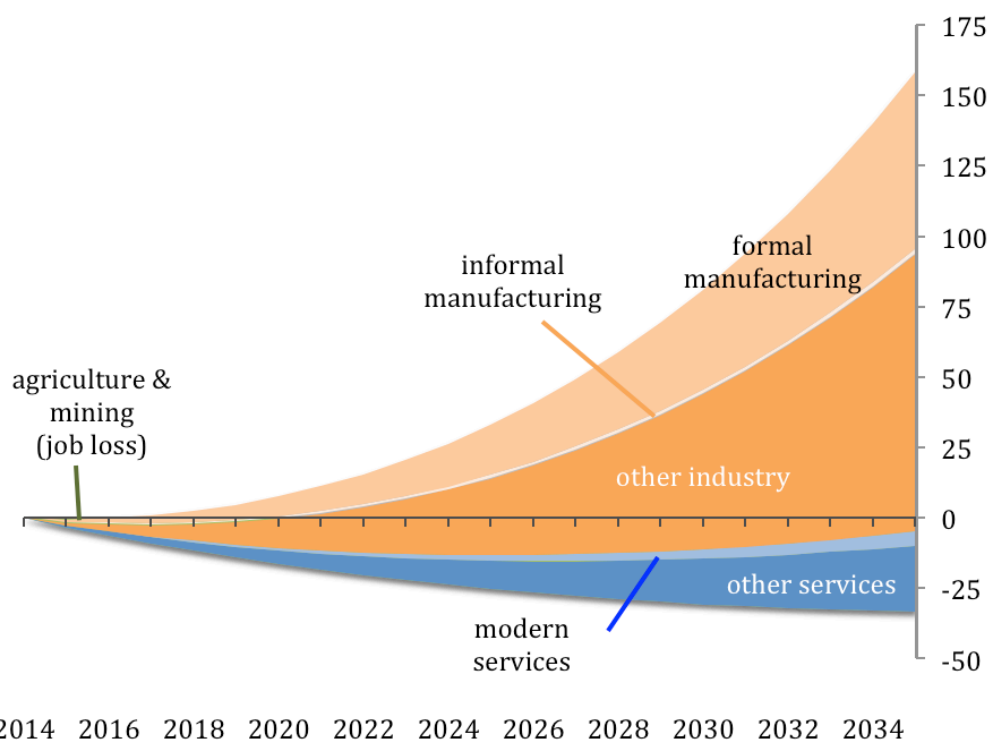 175
150
125
100
75
50
25
0
-25
-50
formal
manufacturing
informal
manufacturing
agriculture &
mining
(job loss)
other industry
other services
modern
services
2014 2016 2018 2020 2022 2024 2026 2028 2030 2032 2034